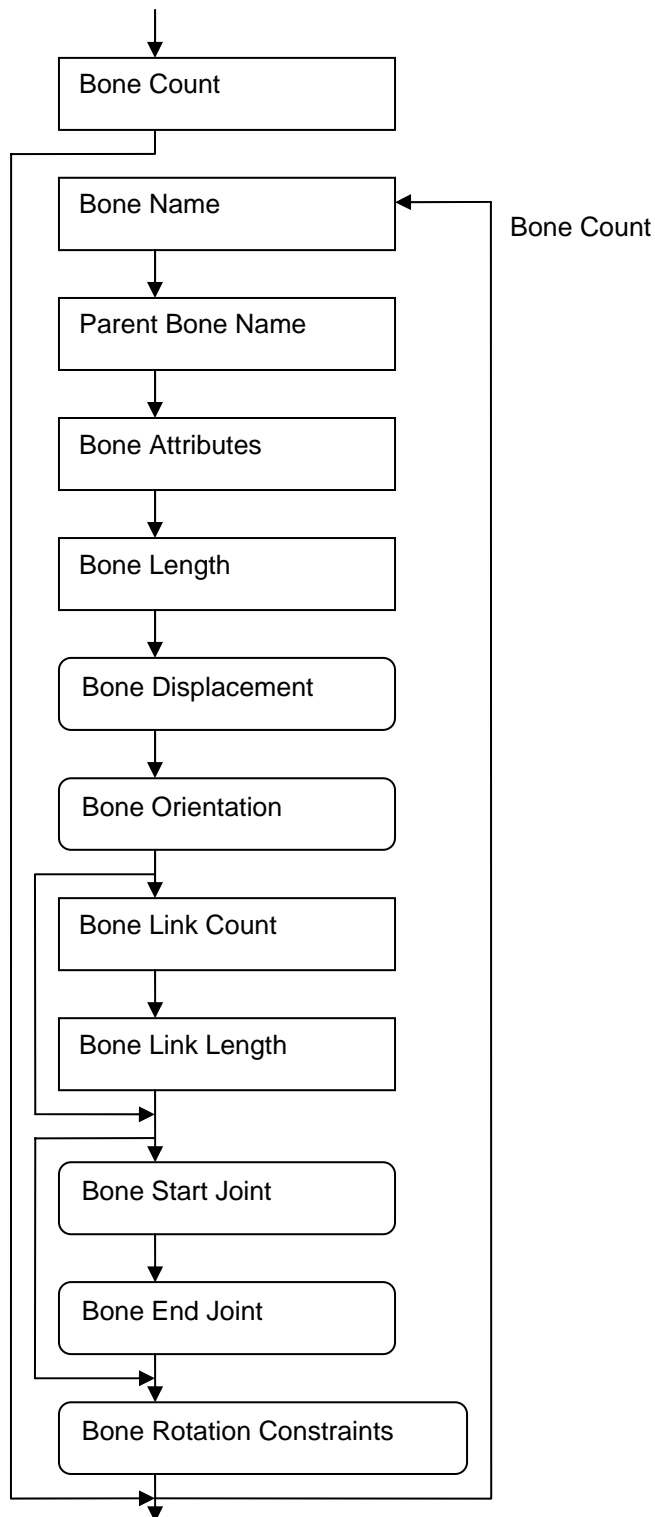 Bone Count
Bone Name
Bone Count
Parent Bone Name
Bone Attributes
Bone Length
Bone Displacement
Bone Orientation
Bone Link Count
Bone Link Length
Bone Start Joint
Bone End Joint
Bone Rotation Constraints